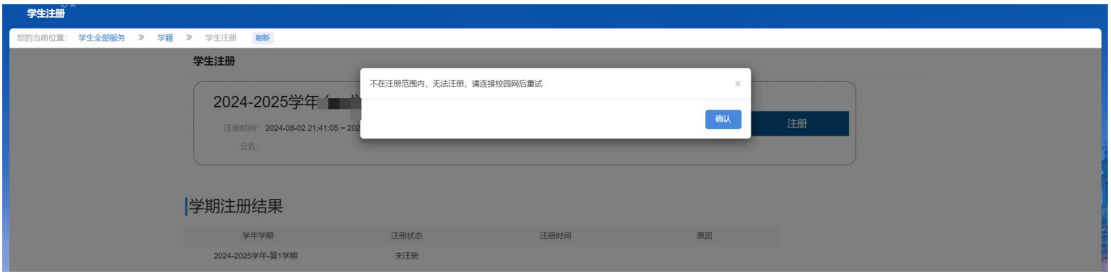 学生注册
您的当前位置： 学生全部服务 » 学籍 » 学生注册 刷新
学生注册
不在注册范围内，无法注册，请连接校园网后重试 ×
2024-2025学年
确认
注册
注册时间： 2024-08-02 21:41:05 ~ 202
公告：
学期注册结果
学年学期 注册状态 注册时间 原因
2024-2025学年-第1学期 未注册